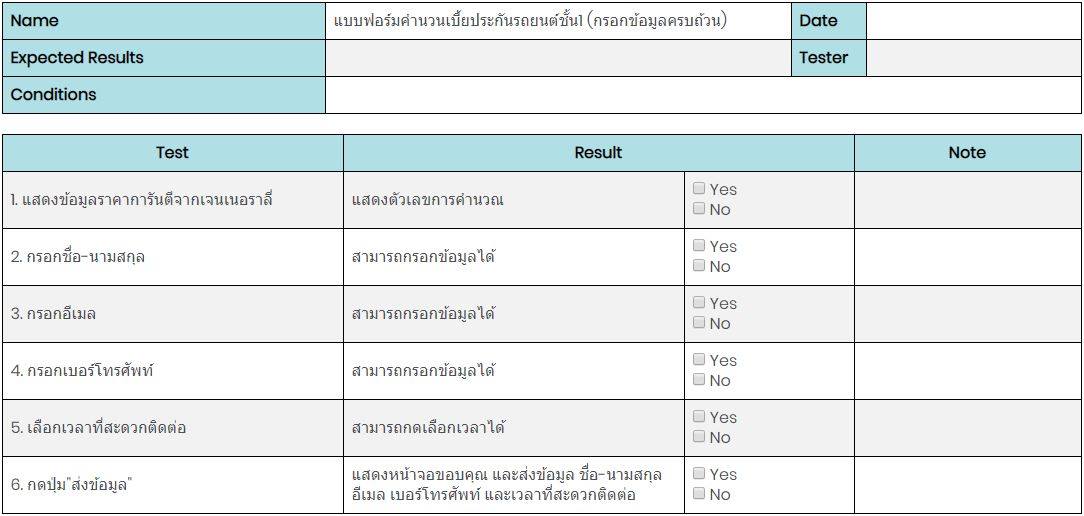 Name แบบฟอร์มคำนวนเบี้ยประกันรถยนต์ชั้น1 (กรอกข้อมูลครบถ้วน) Date
Expected Results Tester
Conditions
Test Result Note
1. แสดงข้อมูลราคาการันตีจากเจนเนอราลี่ แสดงตัวเลขการคำนวณ Yes
No
2. กรอกชื่อ-นามสกุล สามารถกรอกข้อมูลได้ Yes
No
3. กรอกอีเมล สามารถกรอกข้อมูลได้ Yes
No
4. กรอกเบอร์โทรศัพท์ สามารถกรอกข้อมูลได้ Yes
No
5. เลือกเวลาที่สะดวกติดต่อ สามารถกดเลือกเวลาได้ Yes
No
6. กดปุ่ม"ส่งข้อมูล" แสดงหน้าจอขอบคุณ และส่งข้อมูล ชื่อ-นามสกุล Yes
อีเมล เบอร์โทรศัพท์ และเวลาที่สะดวกติดต่อ No